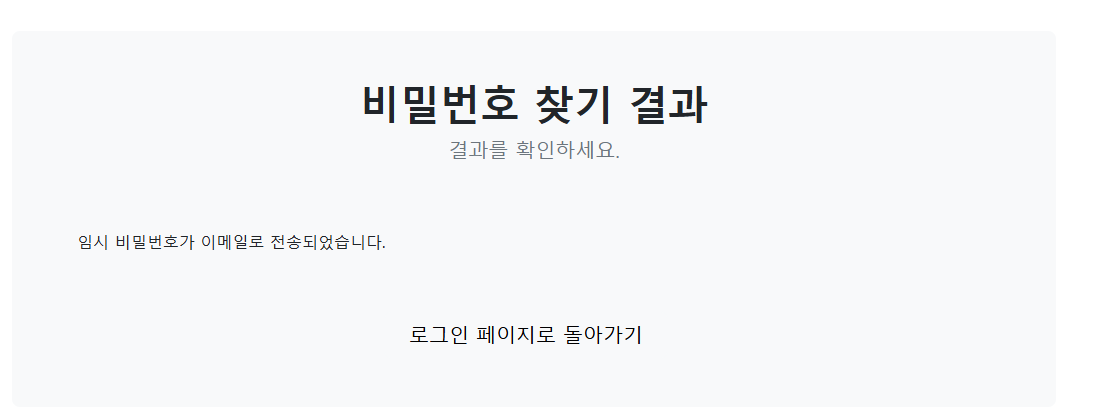 비밀번호 찾기 결과
결과를 확인하세요.
임시 비밀번호가 이메일로 전송되었습니다.
로그인 페이지로 돌아가기